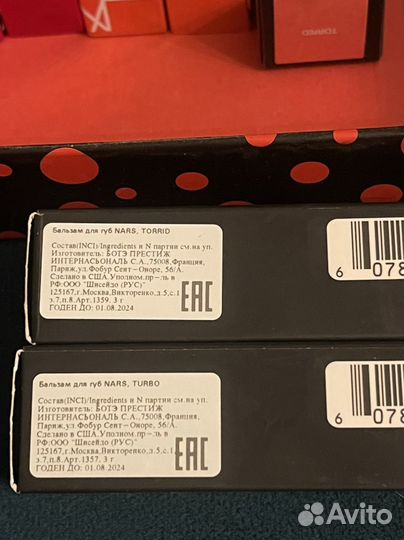 TORRID
Бальзам для губ NARS, TORRID
Состав(INCI)/Ingredients и N партии см.на уп.
Изготовитель: БОТЭ ПРЕСТИЖ
ИНТЕРНАСЬОНАЛЬ С.А.,75008,Франция,
Париж,ул.Фобур Сент-Оноре, 56/А.
Сделано в США.Уполном.пр-ль в
РФ:ООО "Шисейдо (РУС)"
125167,г.Москва,Викторенко,д.5,с.1
э.7,п.8.Арт.1359. 3 г
ГОДЕН ДО: 01.08.2024
EAC
6 078
Бальзам для губ NARS, TURBO
Состав(INCI)/Ingredients и N партии см.на уп.
Изготовитель: БОТЭ ПРЕСТИЖ
ИНТЕРНАСЬОНАЛЬ С.А.,75008,Франция,
Париж,ул.Фобур Сент-Оноре, 56/А.
Сделано в США.Уполном.пр-ль в
РФ:ООО "Шисейдо (РУС)"
125167,г.Москва,Викторенко,д.5,с.1
э.7,п.8.Арт.1357. 3 г
ГОДЕН ДО: 01.08.2024
EAC
6 078
Avito